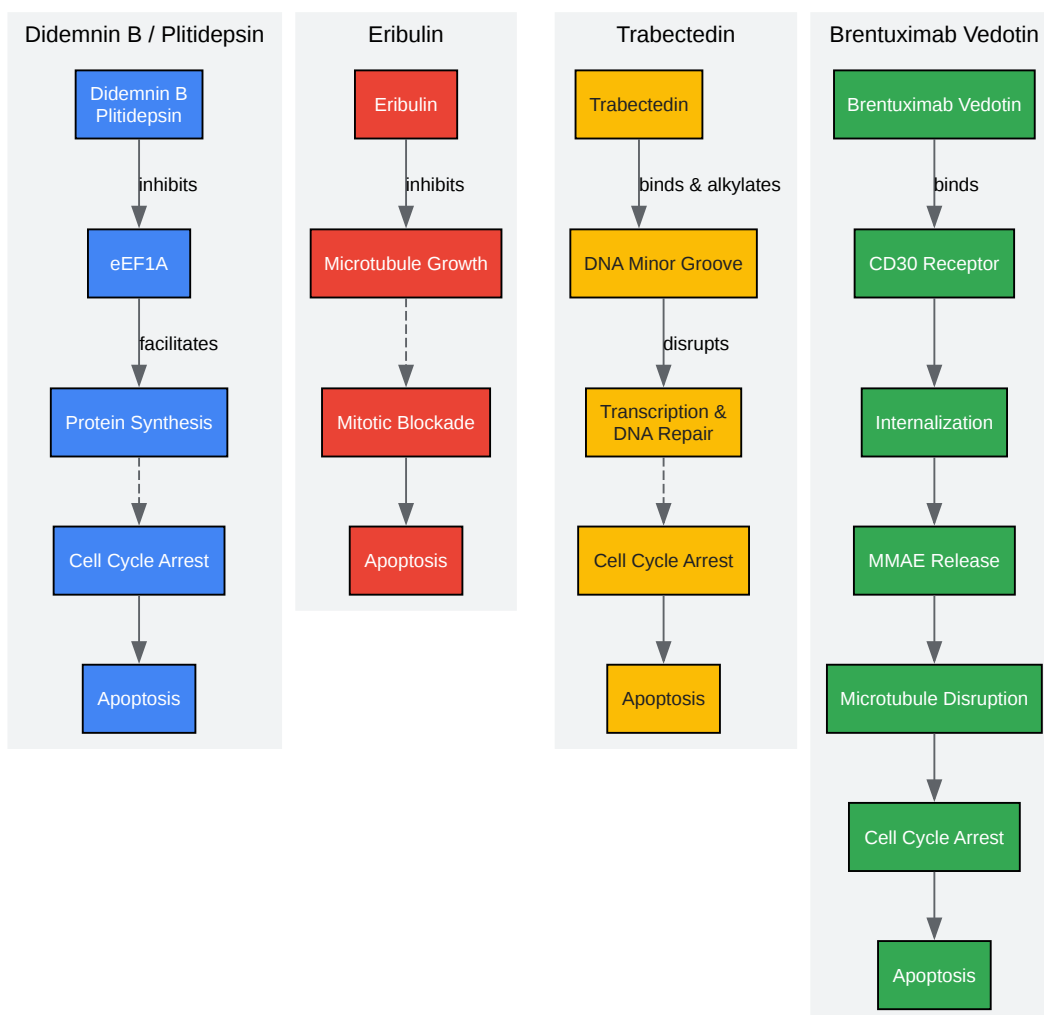 Didemnin B / Plitidepsin
Didemnin B
Plitidepsin
inhibits
eEF1A
facilitates
Protein Synthesis
Cell Cycle Arrest
Apoptosis
Eribulin
Eribulin
inhibits
Microtubule Growth
Mitotic Blockade
Apoptosis
Trabectedin
Trabectedin
binds & alkylates
DNA Minor Groove
disrupts
Transcription &
DNA Repair
Cell Cycle Arrest
Apoptosis
Brentuximab Vedotin
Brentuximab Vedotin
binds
CD30 Receptor
Internalization
MMAE Release
Microtubule Disruption
Cell Cycle Arrest
Apoptosis